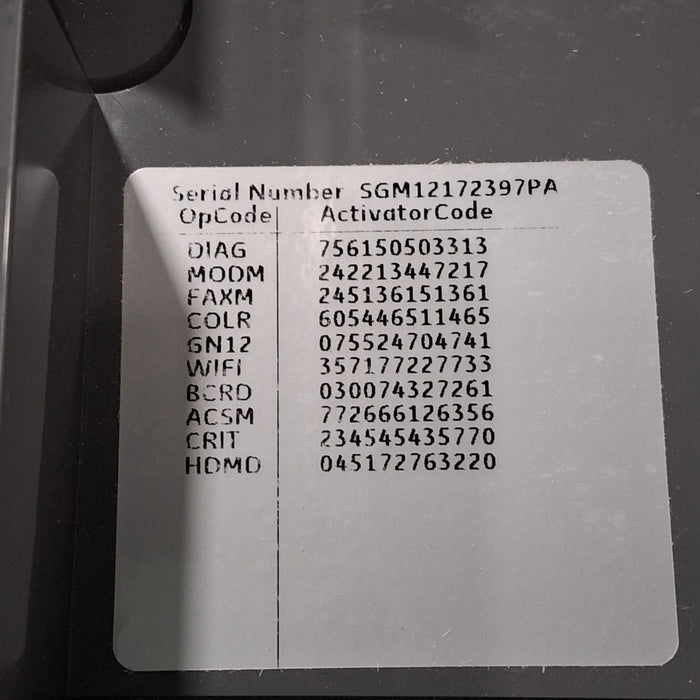 Serial Number SGM12172397PA
OpCode ActivatorCode
DIAG 756150503313
MODM 242213447217
FAXM 245136151361
COLR 605446511465
GN12 075524704741
WIFI 357177227733
BCRD 030074327261
ACSM 772666126356
CRIT 234545435770
HDMD 045172763220